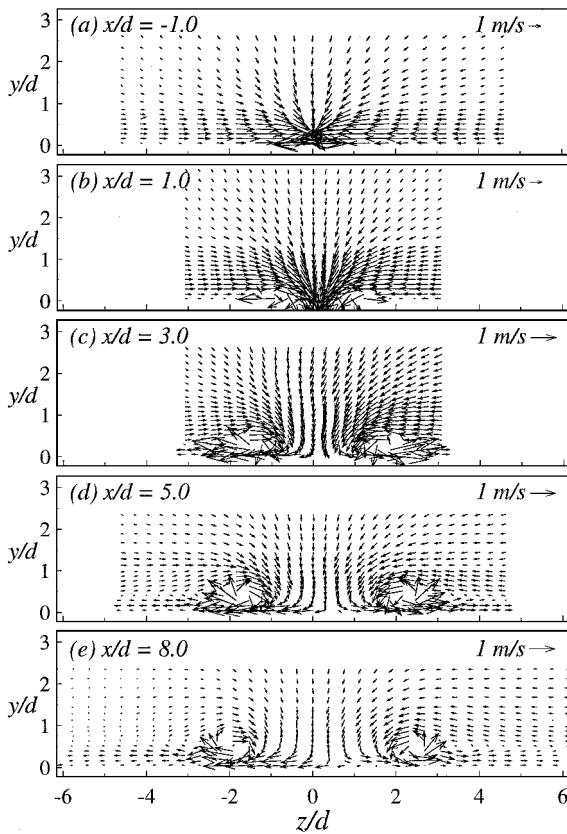 (a) x/d = -1.0 1 m/s
3
2
y/d
1
0
(b) x/d = 1.0 1 m/s
3
2
y/d
1
0
(c) x/d = 3.0 1 m/s
3
2
y/d
1
0
(d) x/d = 5.0 1 m/s
3
2
y/d
1
0
(e) x/d = 8.0 1 m/s
3
2
y/d
1
0
-6 -4 -2 0 2 4 6
z/d